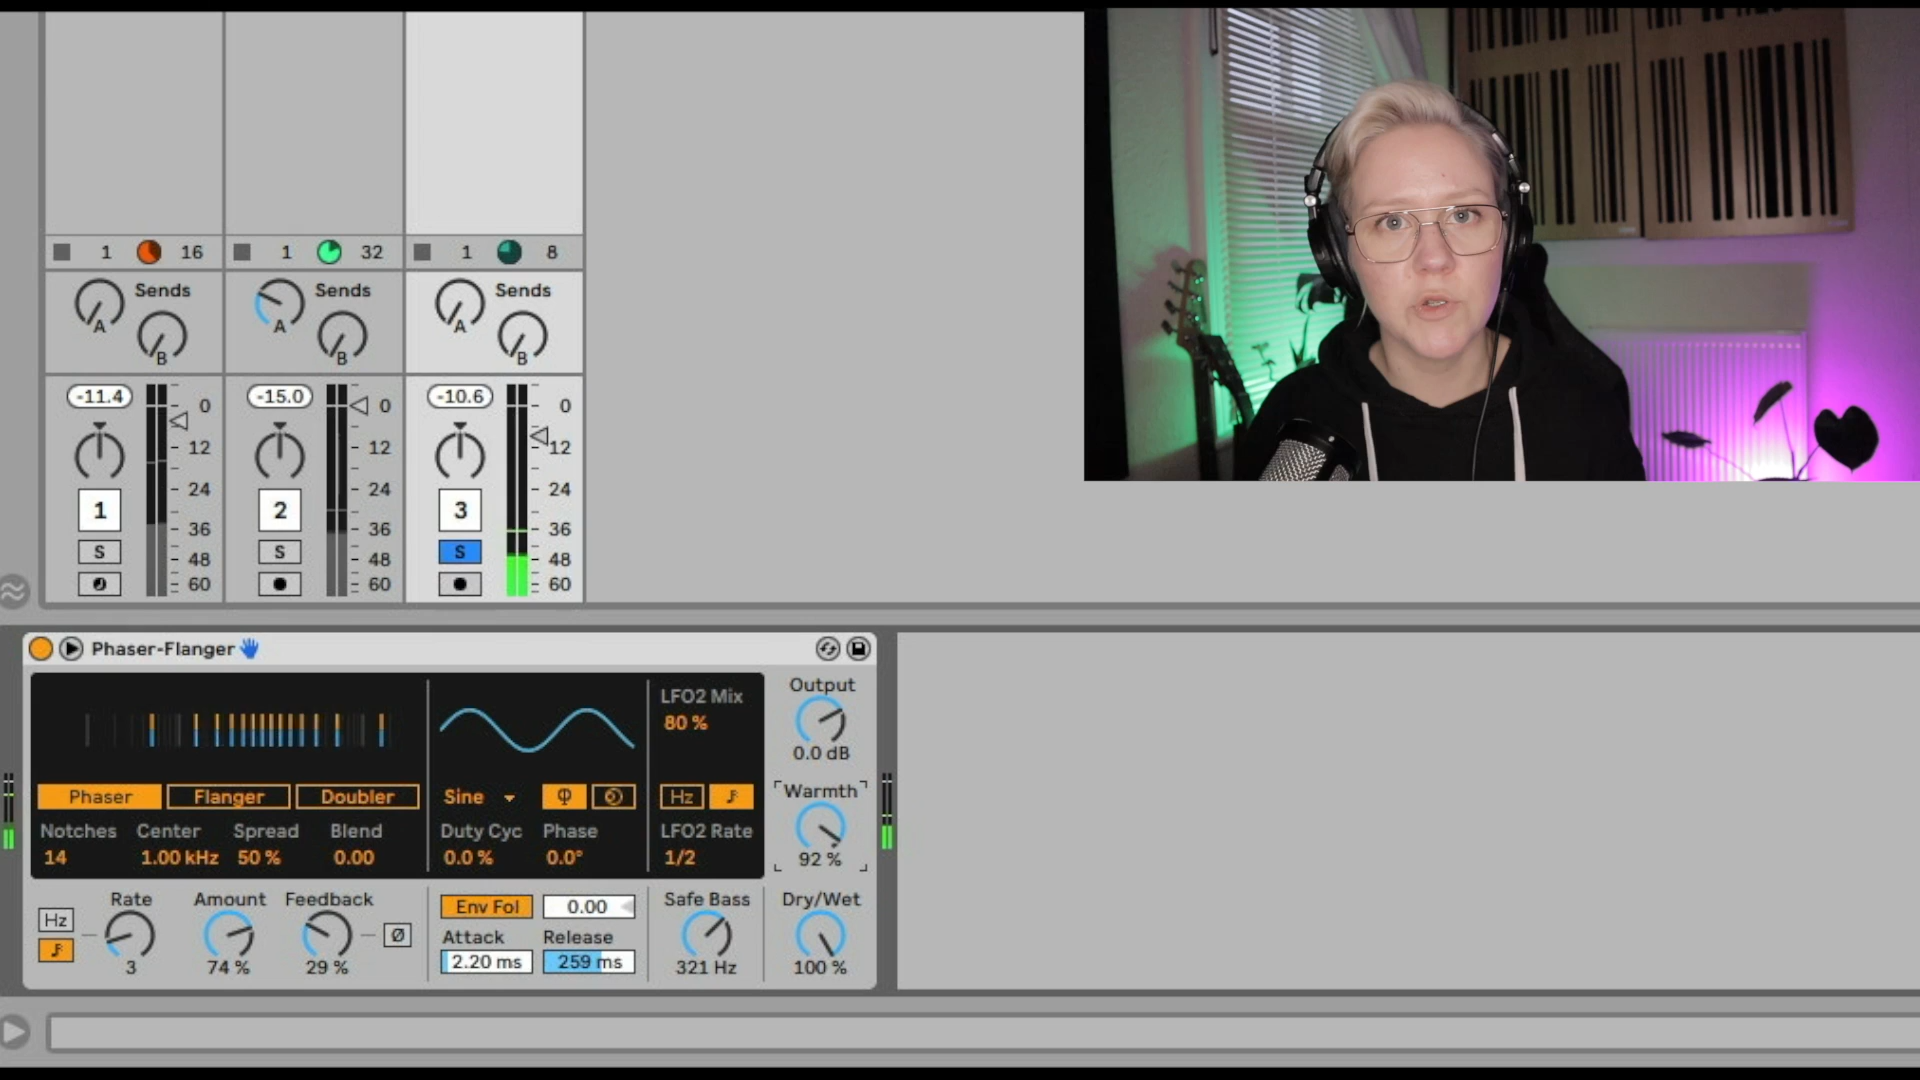 1 16 1 32 1 8
Sends Sends Sends
A B A B A B
-11.4 0 -15.0 0 -10.6 0
12 12 12
1 24 2 24 3 24
36 36 36
S 48 S 48 S 48
60 60 60
Phaser-Flanger
LFO2 Mix
80 %
Output
0.0 dB
Phaser Flanger Doubler Sine Hz
Warmth
92 %
Notches Center Spread Blend Duty Cyc Phase LFO2 Rate
14 1.00 kHz 50 % 0.00 0.0 % 0.0° 1/2
Rate Amount Feedback Env Fol 0.00 Safe Bass Dry/Wet
Hz Ø
Attack Release
3 74 % 29 % 2.20 ms 259 ms 321 Hz 100 %